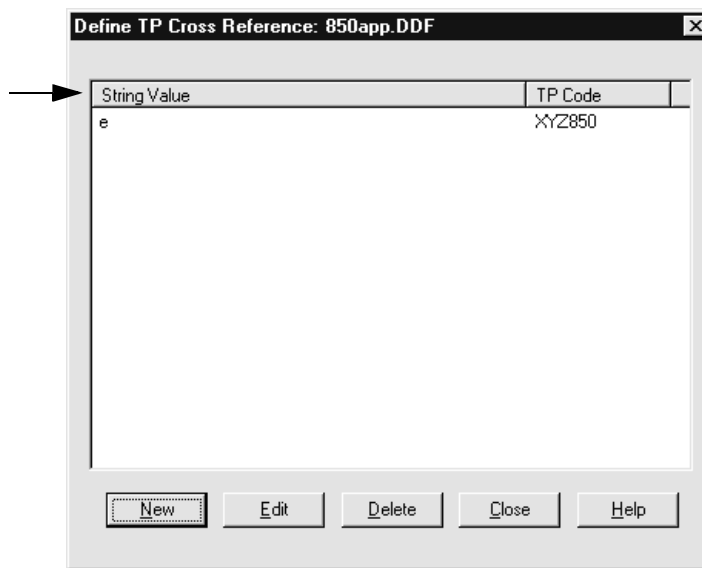 Define TP Cross Reference: 850app.DDF
String Value TP Code
e XYZ850
New Edit Delete Close Help